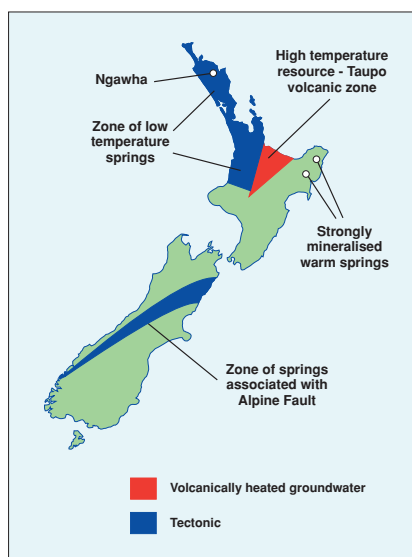 High temperature
resource - Taupo
volcanic zone
Ngawha
Zone of low
temperature
springs
Strongly
mineralised
warm springs
Zone of springs
associated with
Alpine Fault
Volcanically heated groundwater
Tectonic